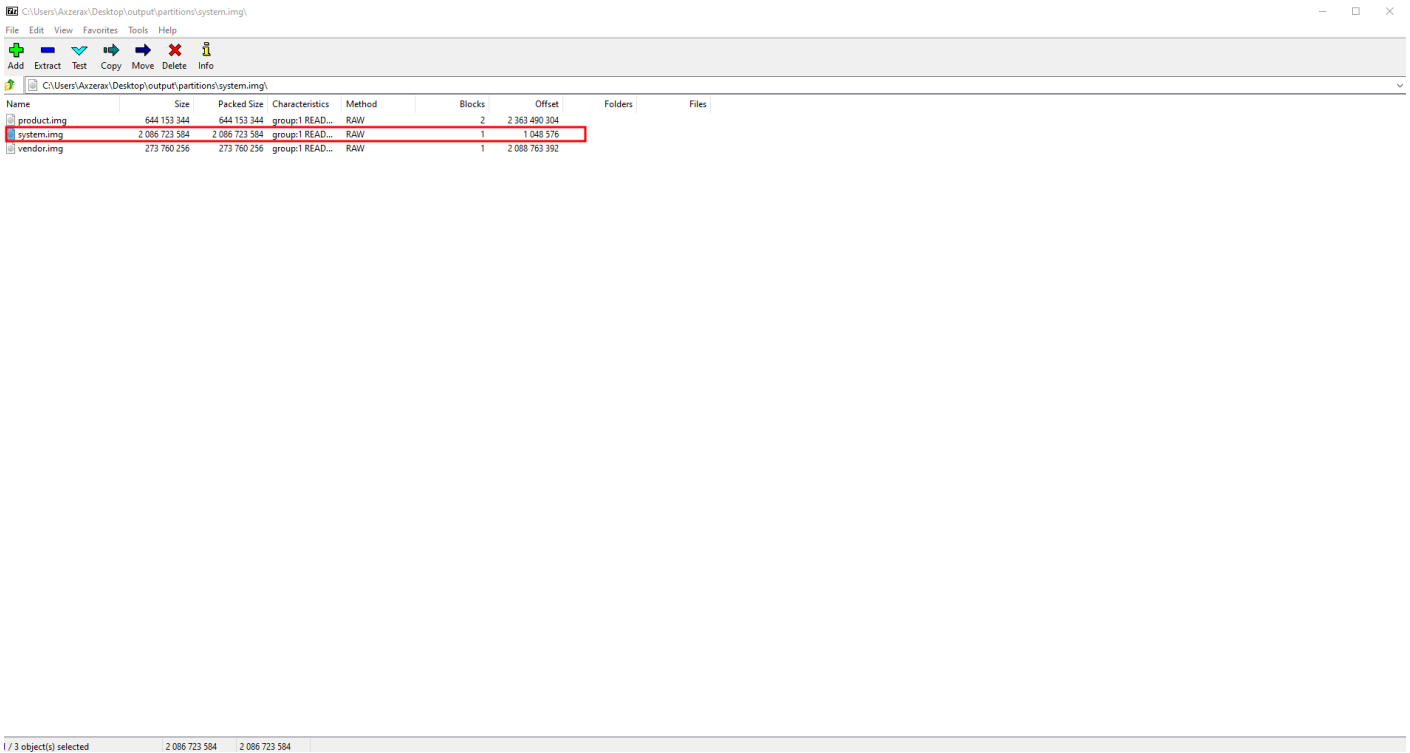 C:\Users\Axzerax\Desktop\output\partitions\system.img\
File Edit View Favorites Tools Help
Add Extract Test Copy Move Delete Info
C:\Users\Axzerax\Desktop\output\partitions\system.img\
Name Size Packed Size Characteristics Method Blocks Offset Folders Files
product.img 644 153 344 644 153 344 group:1 READ... RAW 2 2 363 490 304
system.img 2 086 723 584 2 086 723 584 group:1 READ... RAW 1 1 048 576
vendor.img 273 760 256 273 760 256 group:1 READ... RAW 1 2 088 763 392
/ 3 object(s) selected 2 086 723 584 2 086 723 584